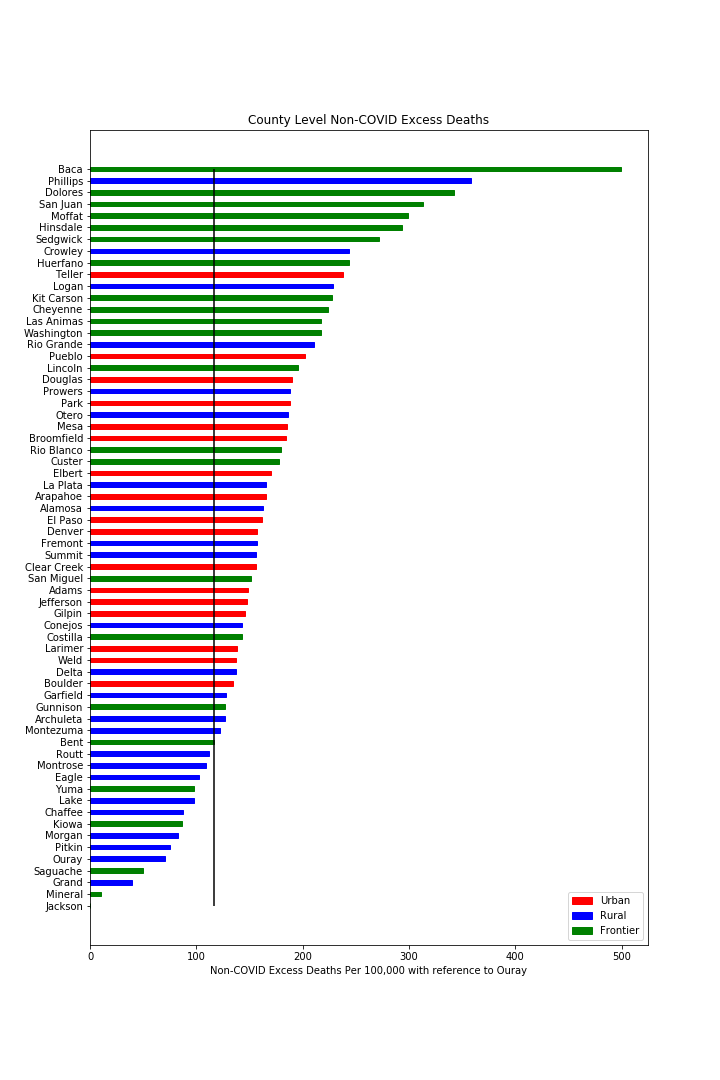 County Level Non-COVID Excess Deaths
Baca
Phillips
Dolores
San Juan
Moffat
Hinsdale
Sedgwick
Crowley
Huerfano
Teller
Logan
Kit Carson
Cheyenne
Las Animas
Washington
Rio Grande
Pueblo
Lincoln
Douglas
Prowers
Park
Otero
Mesa
Broomfield
Rio Blanco
Custer
Elbert
La Plata
Arapahoe
Alamosa
El Paso
Denver
Fremont
Summit
Clear Creek
San Miguel
Adams
Jefferson
Gilpin
Conejos
Costilla
Larimer
Weld
Delta
Boulder
Garfield
Gunnison
Archuleta
Montezuma
Bent
Routt
Montrose
Eagle
Yuma
Lake
Chaffee
Kiowa
Morgan
Pitkin
Ouray
Saguache
Grand
Mineral
Jackson
Urban
Rural
Frontier
0 100 200 300 400 500
Non-COVID Excess Deaths Per 100,000 with reference to Ouray